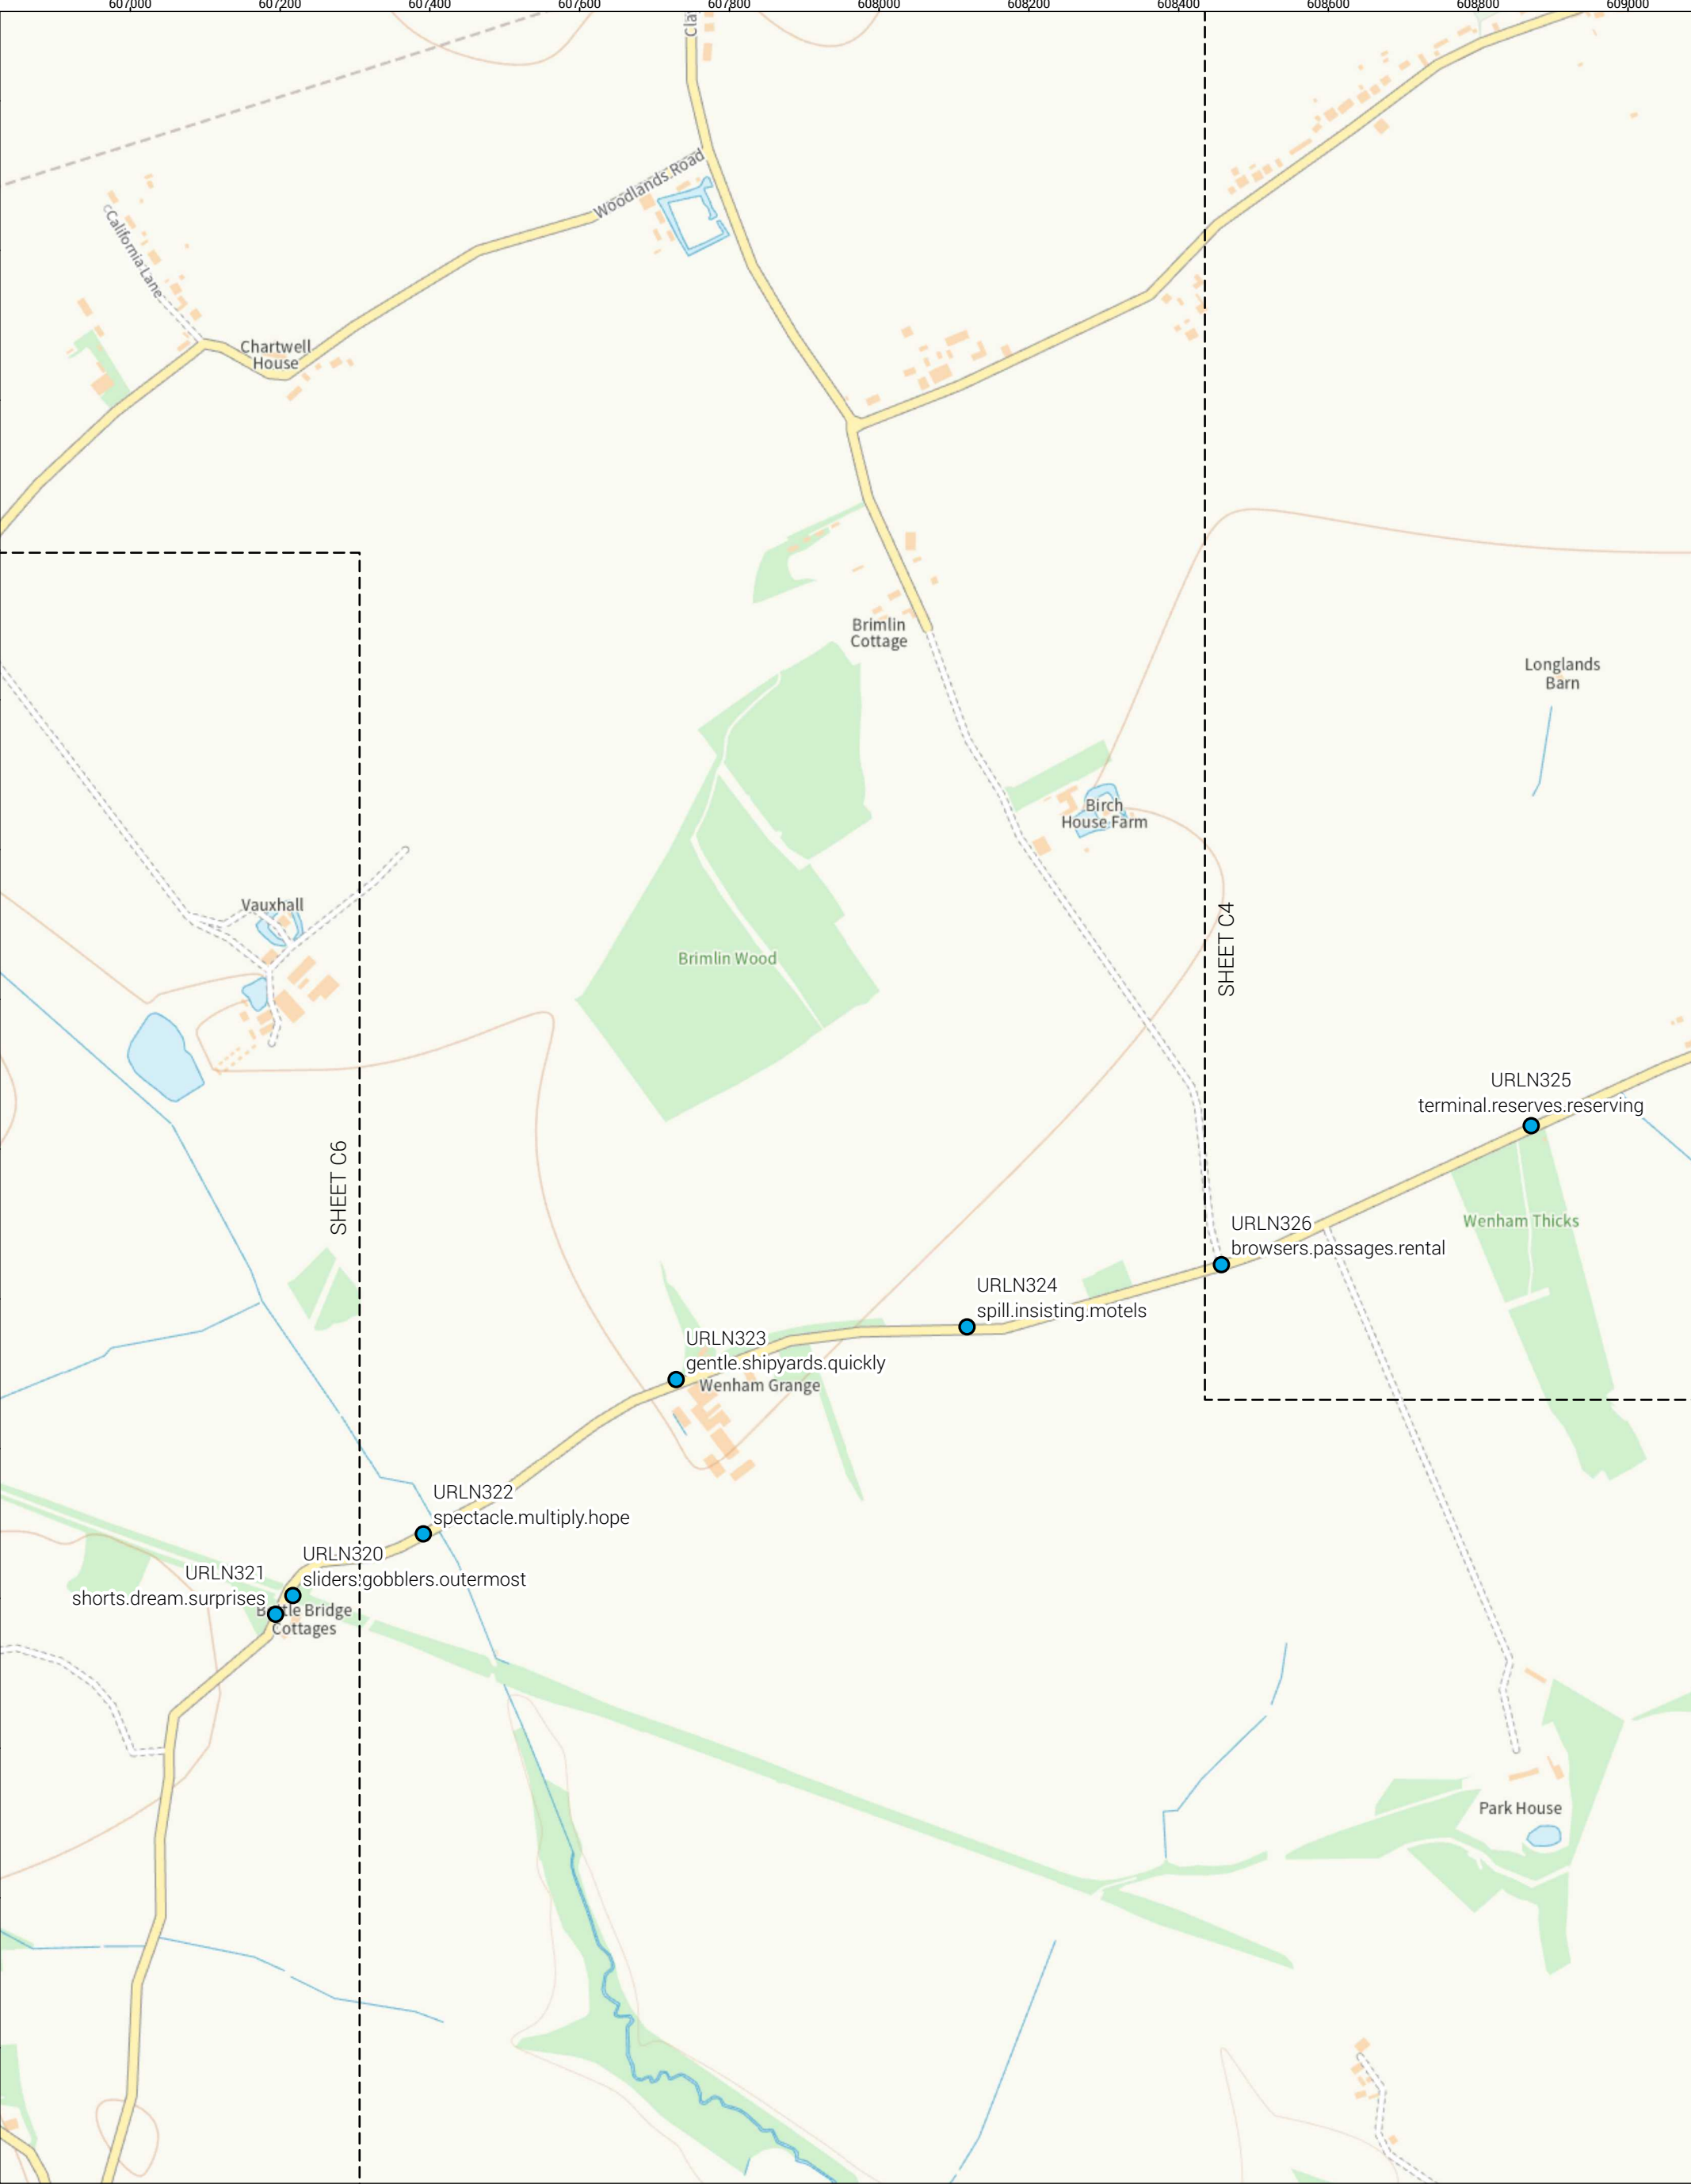 607000
607200
607400
607600
607800
608000
608200
608400
608600
608800
609000
Cla
Woodlands Road
California Lane
Chartwell
House
Brimlin
Cottage
Longlands
Barn
Birch
House Farm
Vauxhall
SHEET C4
Brimlin Wood
URLN325
terminal.reserves.reserving
SHEET C6
URLN326
browsers.passages.rental
Wenham Thicks
URLN324
spill.insisting.motels
URLN323
gentle.shipyards.quickly
Wenham Grange
URLN322
spectacle.multiply.hope
URLN320
sliders.gobblers.outermost
URLN321
shorts.dream.surprises
Bridge
Cottages
Park House